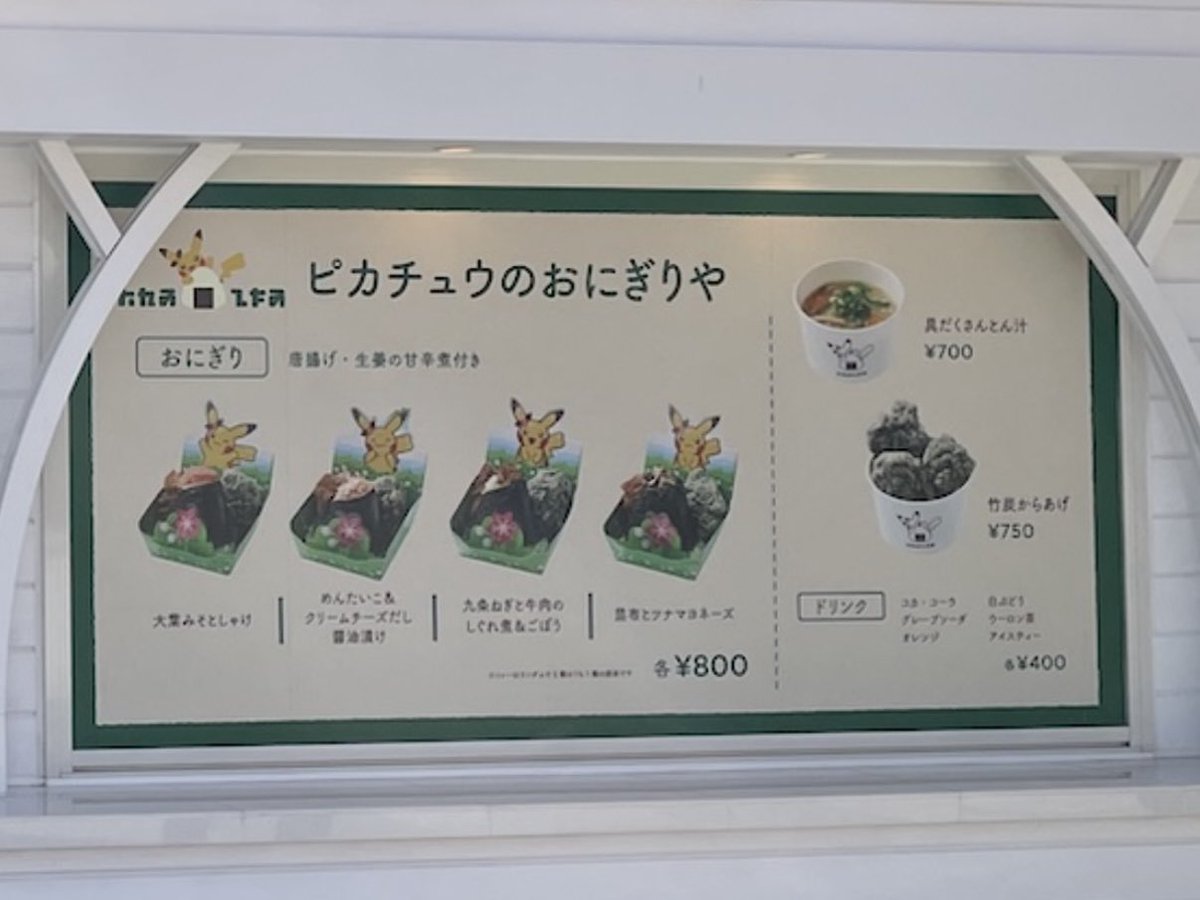 ピカチュウのおにぎりや
おにぎり
唐揚げ・生姜の甘辛煮付き
大葉みそとしゃけ
めんたいこ&
クリームチーズだし
醤油漬け
九条ねぎと牛肉の
しぐれ煮&ごぼう
昆布とツナマヨネーズ
各¥800
具だくさんとん汁
¥700
竹炭からあげ
¥750
ドリンク
コカ・コーラ
グレープソーダ
オレンジ
白ぶどう
ウーロン茶
アイスティー
各¥400